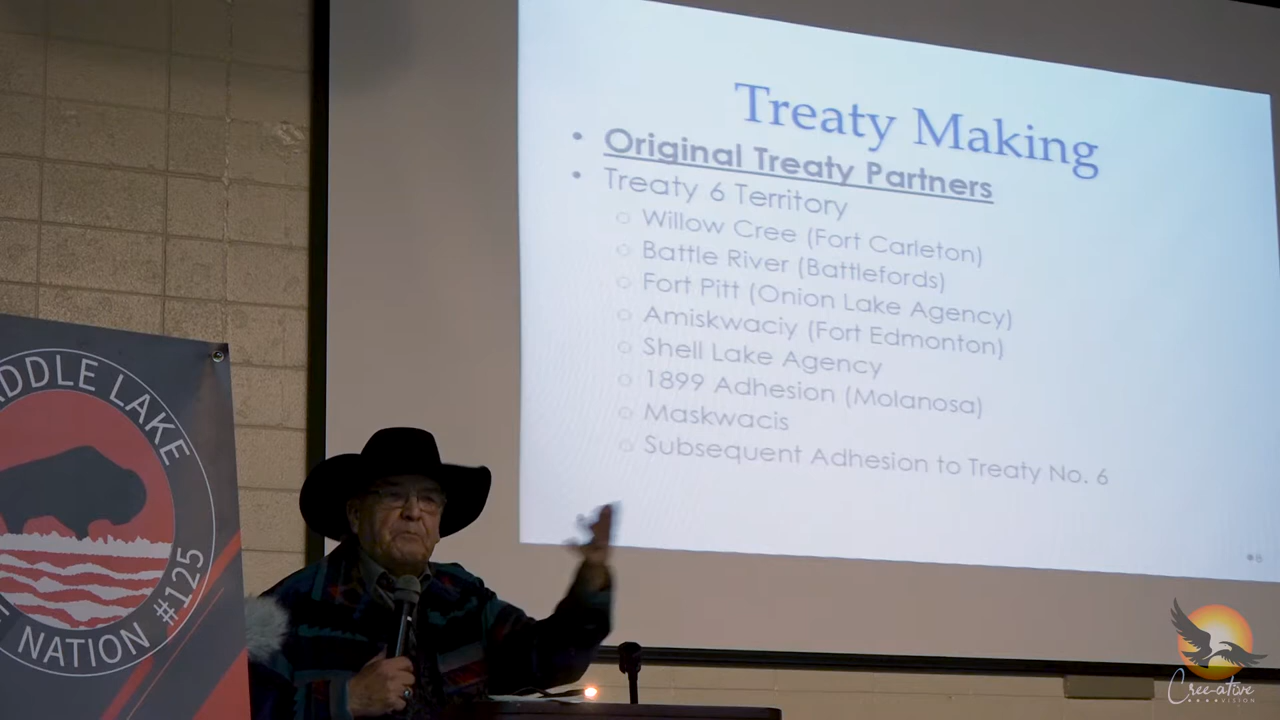 Treaty Making
• Original Treaty Partners
• Treaty 6 Territory
○ Willow Cree (Fort Carleton)
○ Battle River (Battlefords)
○ Fort Pitt (Onion Lake Agency)
○ Amiskwaciy (Fort Edmonton)
○ Shell Lake Agency
○ 1899 Adhesion (Molanosa)
○ Maskwacis
○ Subsequent Adhesion to Treaty No. 6
ADDLE LAKE
NATION #125
Cree-ative
VISION